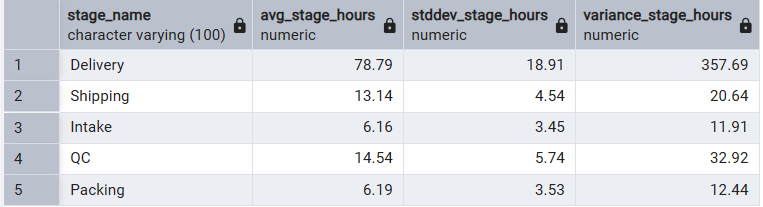 stage_name avg_stage_hours stddev_stage_hours variance_stage_hours
character varying (100) numeric numeric numeric
1 Delivery 78.79 18.91 357.69
2 Shipping 13.14 4.54 20.64
3 Intake 6.16 3.45 11.91
4 QC 14.54 5.74 32.92
5 Packing 6.19 3.53 12.44